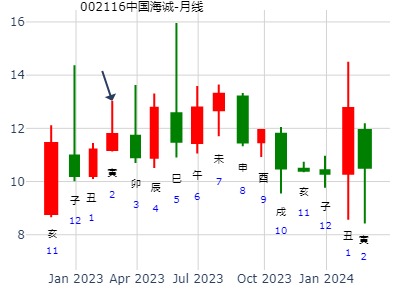 002116中国海诚-月线
16
14
12
10
8
亥
11
子
12
丑
1
寅
2
卯
3
辰
4
巳
5
午
6
未
7
申
8
酉
9
戌
10
亥
11
子
12
丑
1
寅
2
Jan 2023
Apr 2023
Jul 2023
Oct 2023
Jan 2024